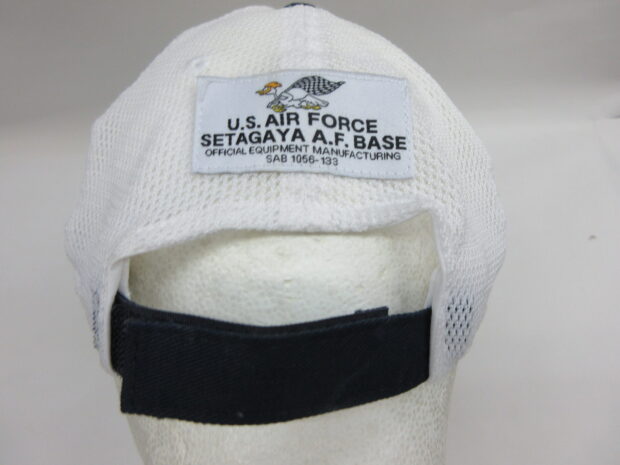 U.S. AIR FORCE
SETAGAYA A.F. BASE
OFFICIAL EQUIPMENT MANUFACTURING
SAB 1056-133